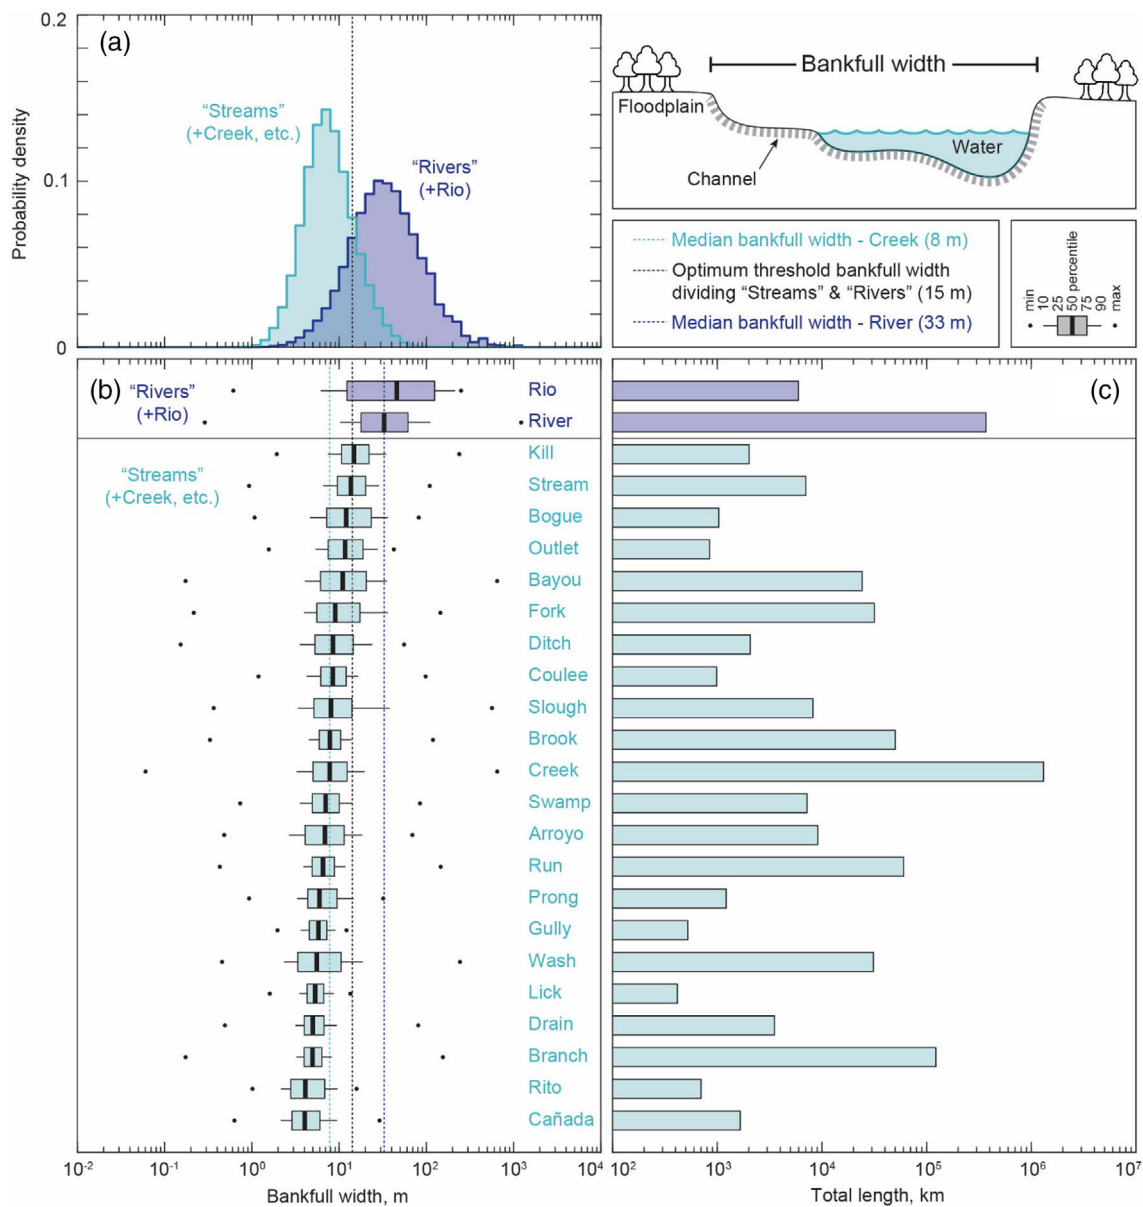 0.2
(a)
"Streams"
(+Creek, etc.)
"Rivers"
(+Rio)
0.1
0
Probability density
Bankfull width
Floodplain
Water
Channel
Median bankfull width - Creek (8 m)
Optimum threshold bankfull width
dividing "Streams" & "Rivers" (15 m)
Median bankfull width - River (33 m)
min
10
25
50 percentile
75
90
max
(b)
"Rivers"
(+Rio)
"Streams"
(+Creek, etc.)
Rio
River
Kill
Stream
Bogue
Outlet
Bayou
Fork
Ditch
Coulee
Slough
Brook
Creek
Swamp
Arroyo
Run
Prong
Gully
Wash
Lick
Drain
Branch
Rito
Cañada
(c)
10⁻² 10⁻¹ 10⁰ 10¹ 10² 10³ 10⁴
Bankfull width, m
10² 10³ 10⁴ 10⁵ 10⁶ 10⁷
Total length, km